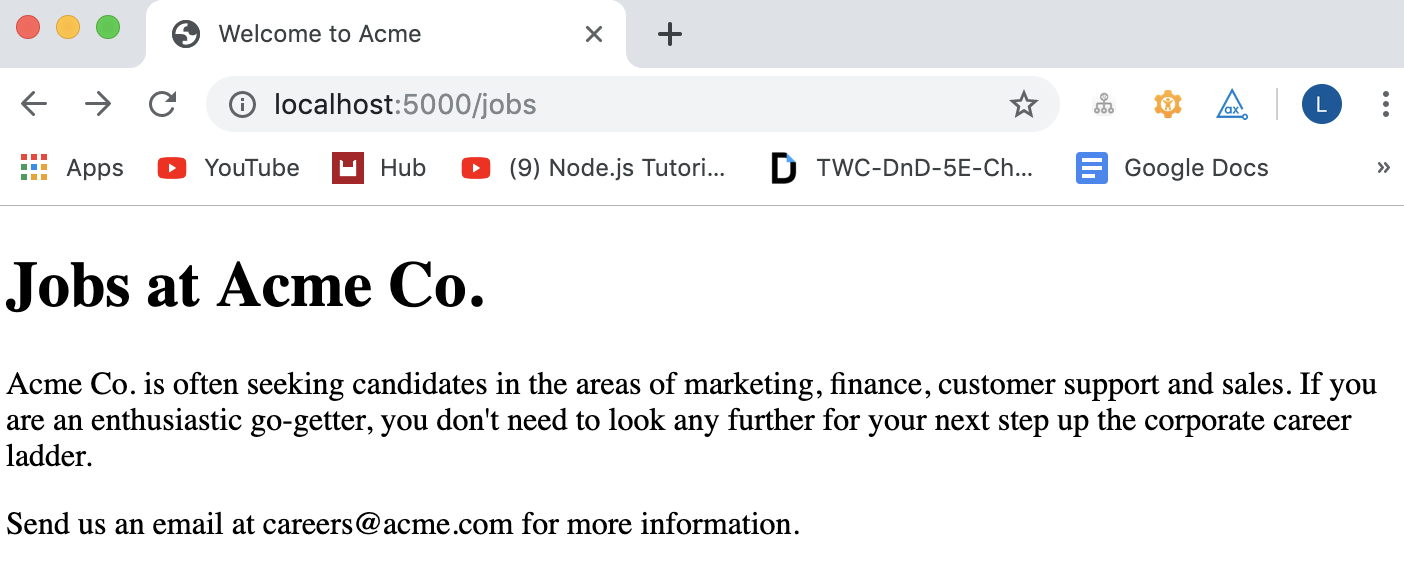 Welcome to Acme
localhost:5000/jobs
L
Apps YouTube Hub (9) Node.js Tutori... TWC-DnD-5E-Ch... Google Docs »
Jobs at Acme Co.
Acme Co. is often seeking candidates in the areas of marketing, finance, customer support and sales. If you
are an enthusiastic go-getter, you don't need to look any further for your next step up the corporate career
ladder.
Send us an email at careers@acme.com for more information.